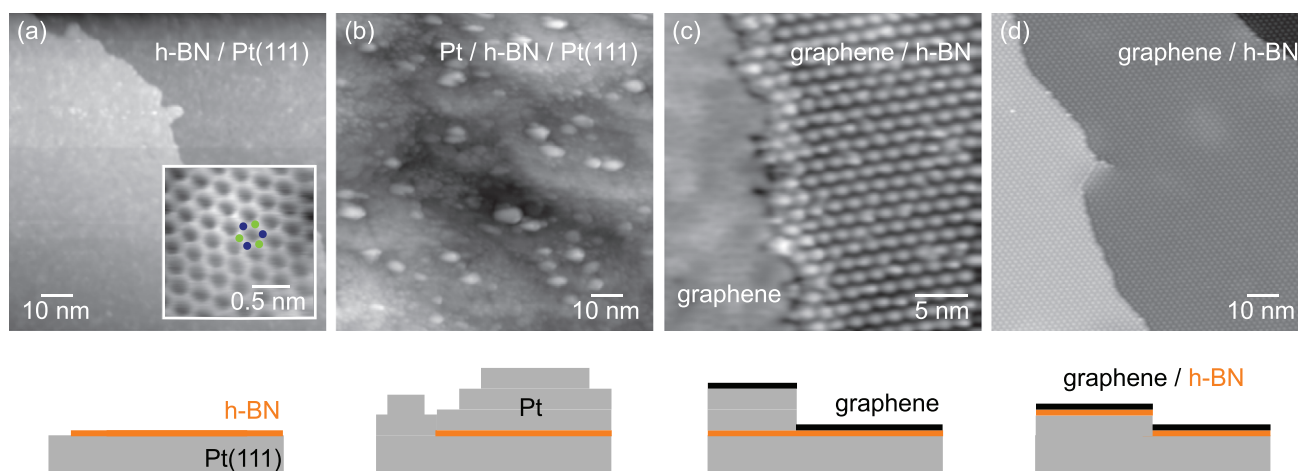 (a)
h-BN / Pt(111)
0.5 nm
10 nm
(b)
Pt / h-BN / Pt(111)
10 nm
(c)
graphene / h-BN
graphene
5 nm
(d)
graphene / h-BN
10 nm
h-BN
Pt(111)
Pt
graphene
graphene / h-BN